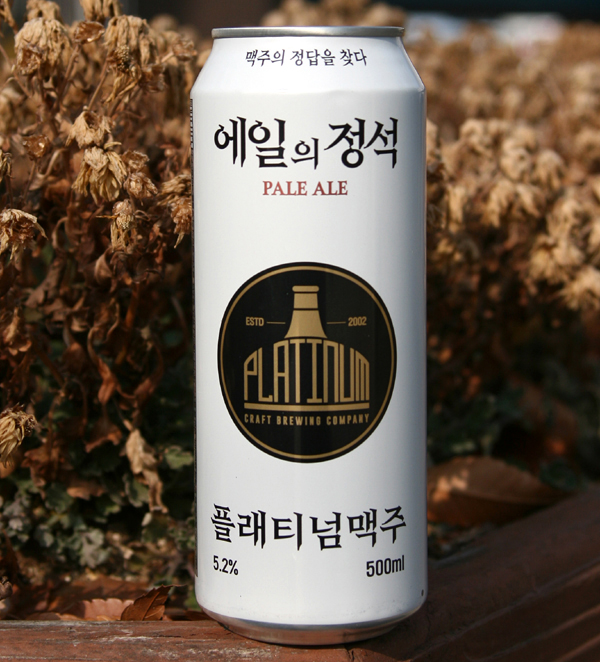 맥주의 정답을 찾다
에일의 정석
PALE ALE
ESTD 2002
PLATINUM
CRAFT BREWING COMPANY
플래티넘맥주
5.2% 500ml